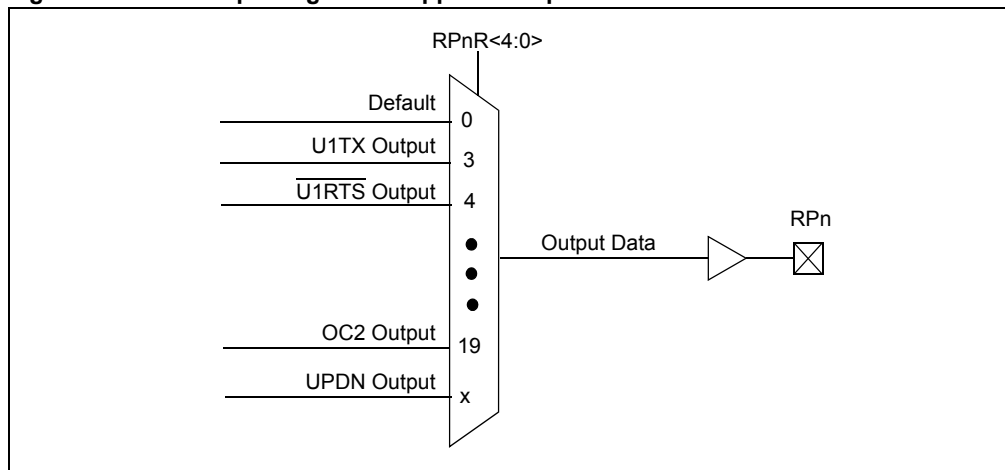 RPnR<4:0>
Default
0
U1TX Output
3
U1RTS Output
4
RPn
Output Data
OC2 Output
19
UPDN Output
x